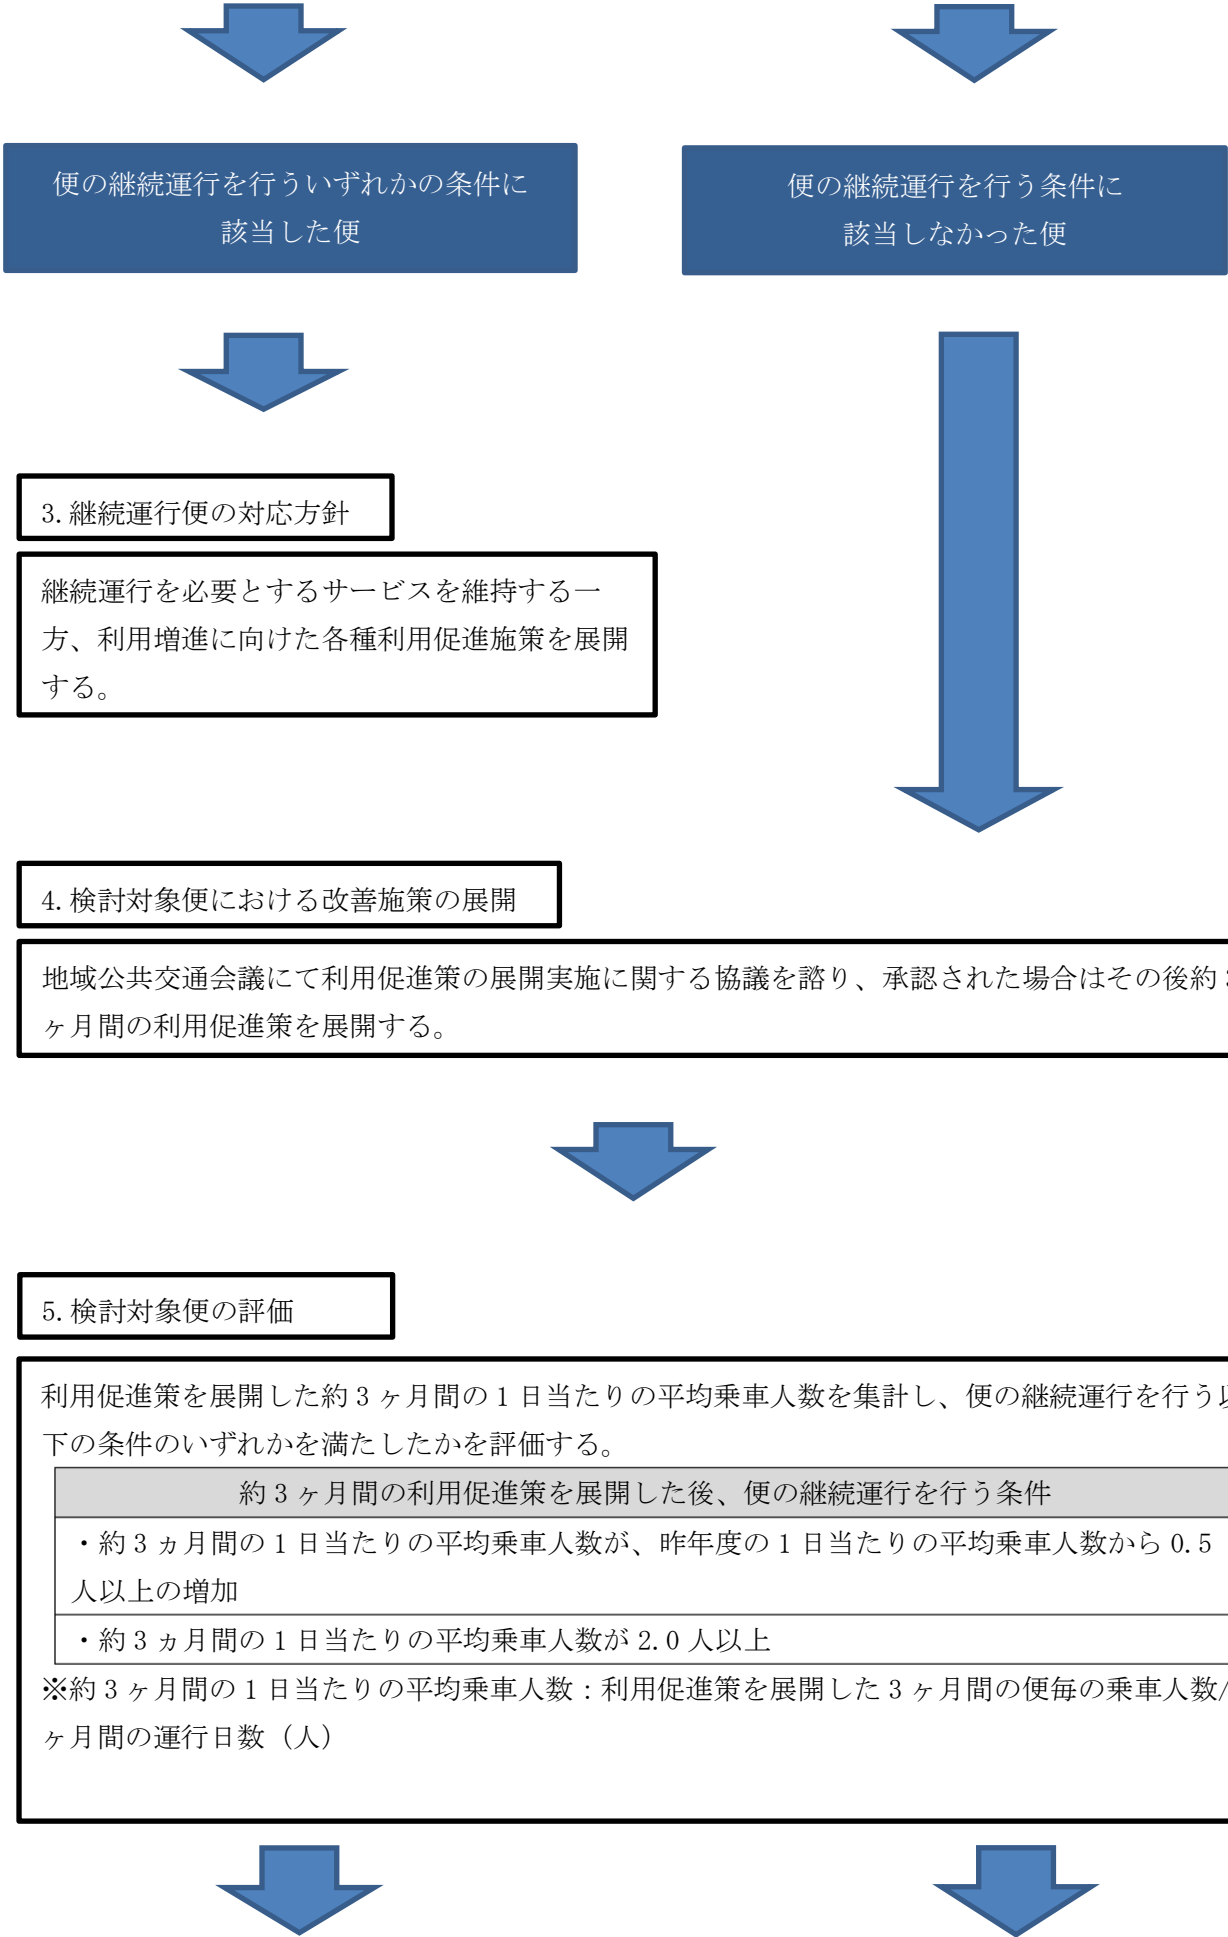 便の継続運行を行ういずれかの条件に
該当した便
便の継続運行を行う条件に
該当しなかった便
3.継続運行便の対応方針
継続運行を必要とするサービスを維持する一
方、利用増進に向けた各種利用促進施策を展開
する。
4.検討対象便における改善施策の展開
地域公共交通会議にて利用促進策の展開実施に関する協議を諮り、承認された場合はその後約
ヶ月間の利用促進策を展開する。
5.検討対象便の評価
利用促進策を展開した約3ヶ月間の1日当たりの平均乗車人数を集計し、便の継続運行を行う
下の条件のいずれかを満たしたかを評価する。
約3ヶ月間の利用促進策を展開した後、便の継続運行を行う条件
・約3ヵ月間の1日当たりの平均乗車人数が、昨年度の1日当たりの平均乗車人数から0.5
人以上の増加
・約3ヵ月間の1日当たりの平均乗車人数が2.0人以上
※約3ヶ月間の1日当たりの平均乗車人数：利用促進策を展開した3ヶ月間の便毎の乗車人数/
ヶ月間の運行日数（人）